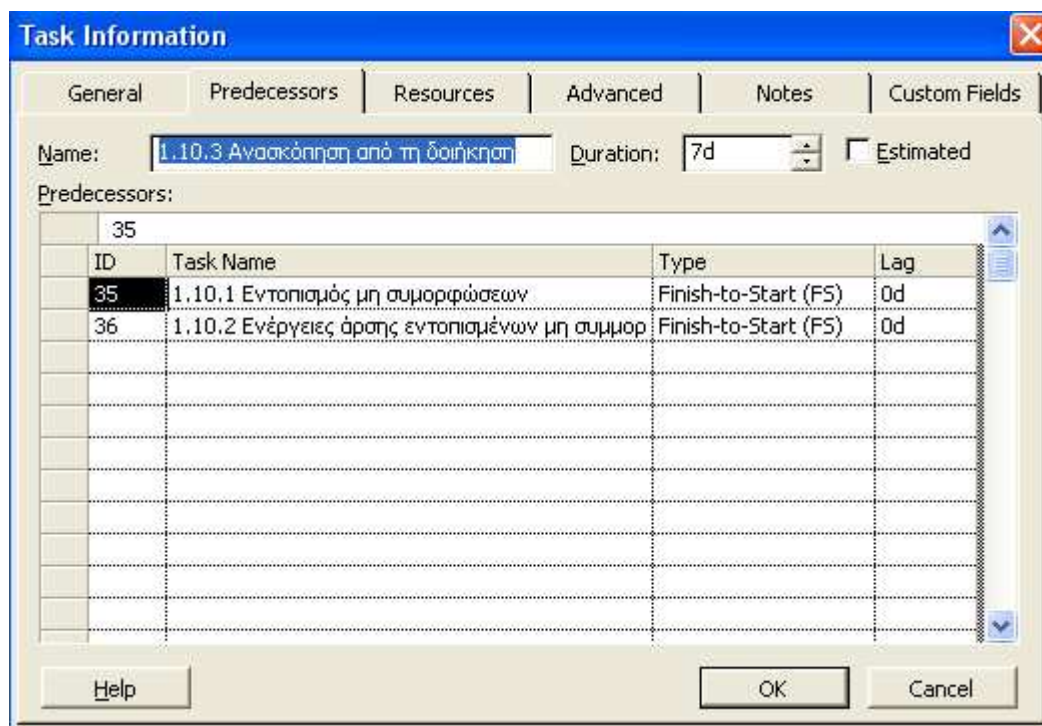 Task Information
General Predecessors Resources Advanced Notes Custom Fields
Name: 1.10.3 Ανασκόπηση από τη δοιήκηση Duration: 7d Estimated
Predecessors:
35
ID Task Name Type Lag
35 1.10.1 Εντοπισμός μη συμορφώσεων Finish-to-Start (FS) 0d
36 1.10.2 Ενέργειες άρσης εντοπισμένων μη συμμορ Finish-to-Start (FS) 0d
Help OK Cancel